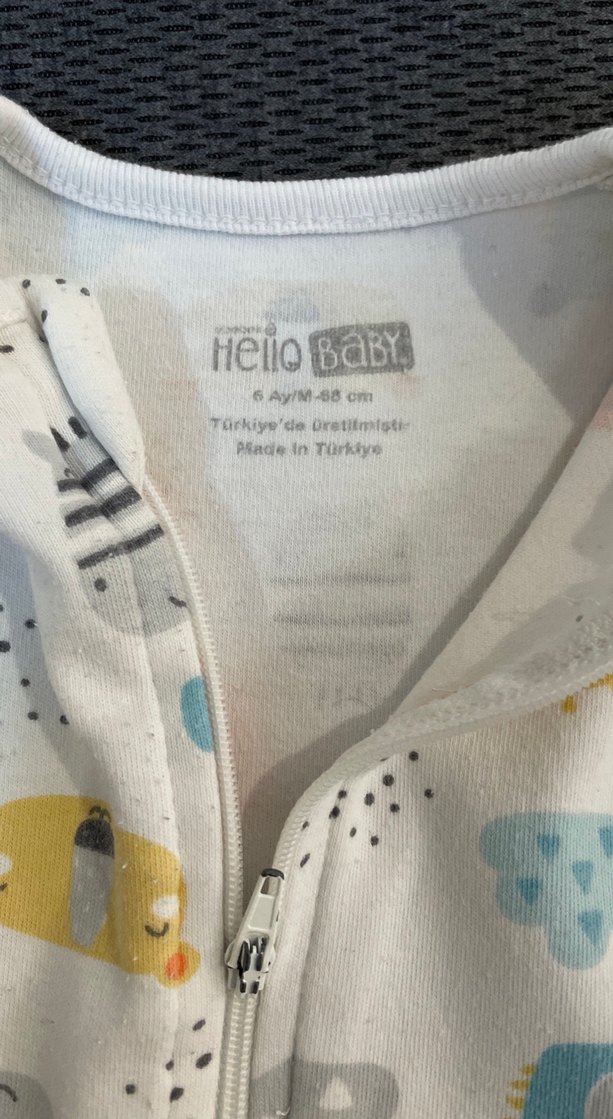 Hello BABY
6 Ay/M -68 cm
Türkiye'de üretilmiştir
Made in Türkiye